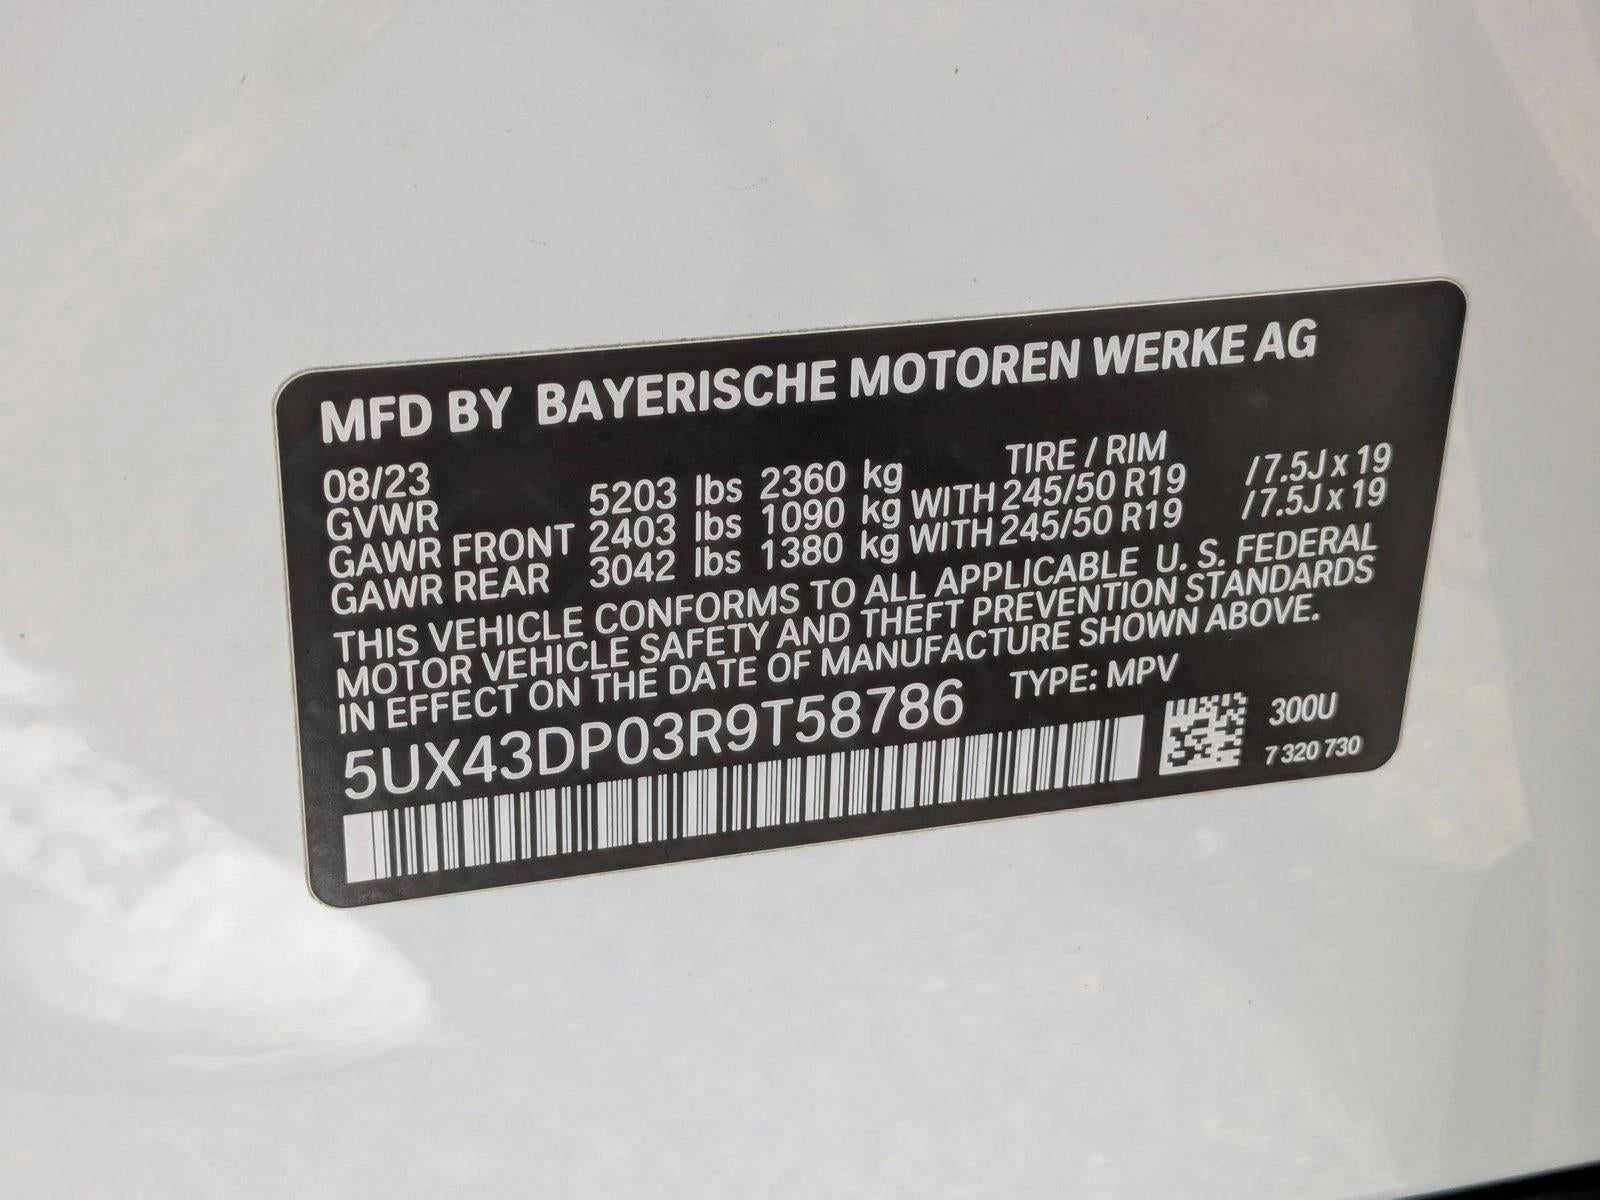 MFD BY BAYERISCHE MOTOREN WERKE AG
08/23 TIRE / RIM
GVWR 5203 lbs 2360 kg
GAWR FRONT 2403 lbs 1090 kg WITH 245/50 R19 / 7.5J x 19
GAWR REAR 3042 lbs 1380 kg WITH 245/50 R19 / 7.5J x 19
THIS VEHICLE CONFORMS TO ALL APPLICABLE U. S. FEDERAL
MOTOR VEHICLE SAFETY AND THEFT PREVENTION STANDARDS
IN EFFECT ON THE DATE OF MANUFACTURE SHOWN ABOVE.
5UX43DP03R9T58786 TYPE: MPV
300U
7 320 730